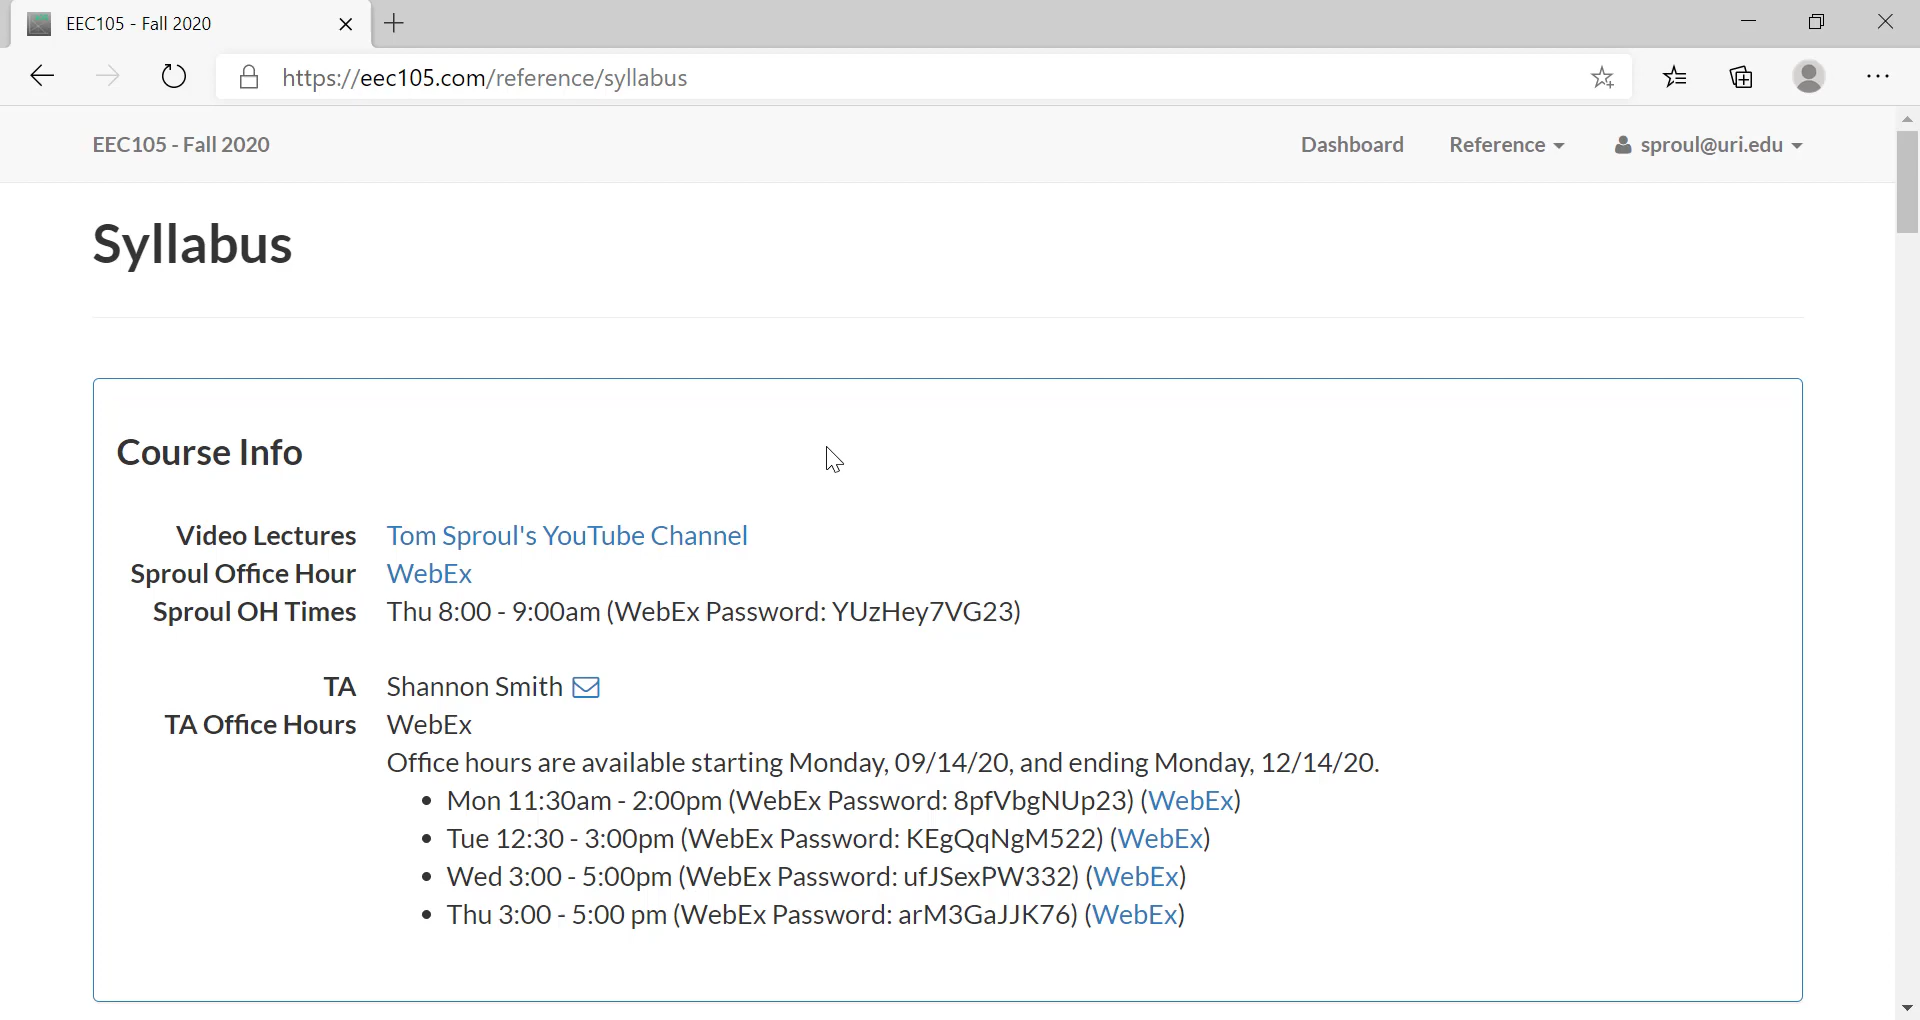 EEC105 - Fall 2020
https://eec105.com/reference/syllabus
EEC105 - Fall 2020 Dashboard Reference sproul@uri.edu
Syllabus
Course Info
Video Lectures Tom Sproul's YouTube Channel
Sproul Office Hour WebEx
Sproul OH Times Thu 8:00 - 9:00am (WebEx Password: YUzHey7VG23)
TA Shannon Smith
TA Office Hours WebEx
Office hours are available starting Monday, 09/14/20, and ending Monday, 12/14/20.
• Mon 11:30am - 2:00pm (WebEx Password: 8pfVbgNUp23) (WebEx)
• Tue 12:30 - 3:00pm (WebEx Password: KEgQqNgM522) (WebEx)
• Wed 3:00 - 5:00pm (WebEx Password: ufJSexPW332) (WebEx)
• Thu 3:00 - 5:00 pm (WebEx Password: arM3GaJJK76) (WebEx)